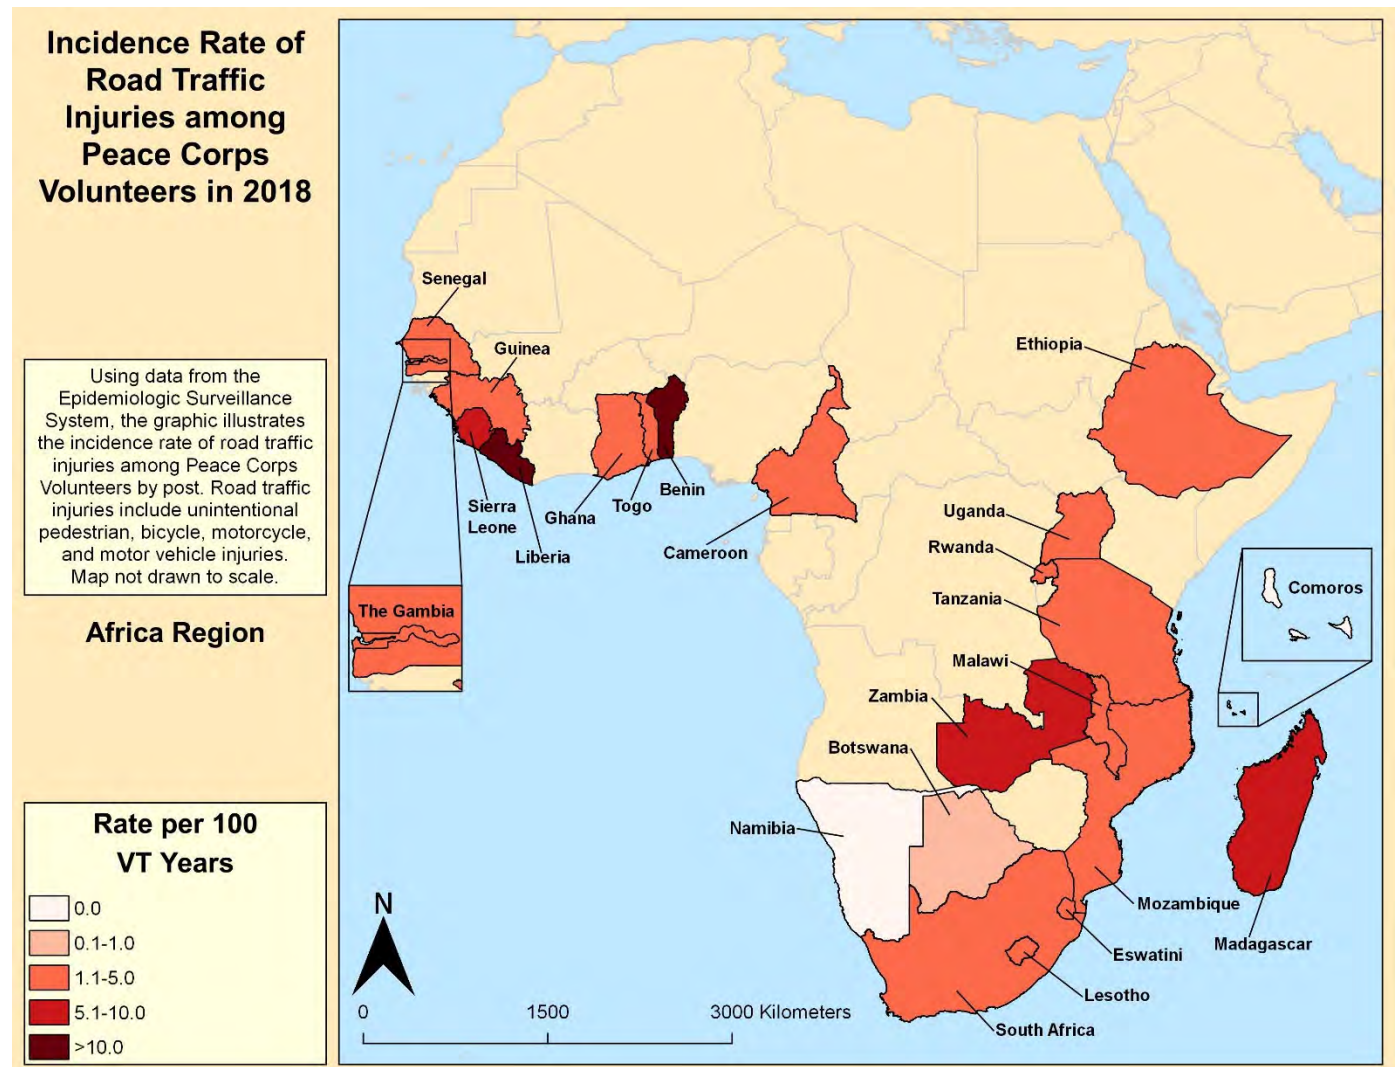 Incidence Rate of
Road Traffic
Injuries among
Peace Corps
Volunteers in 2018
Using data from the
Epidemiologic Surveillance
System, the graphic illustrates
the incidence rate of road traffic
injuries among Peace Corps
Volunteers by post. Road traffic
injuries include unintentional
pedestrian, bicycle, motorcycle,
and motor vehicle injuries.
Map not drawn to scale.
Africa Region
Rate per 100
VT Years
0.0
0.1-1.0
1.1-5.0
5.1-10.0
>10.0
Senegal
Guinea
Sierra
Leone
Liberia
Ghana
Togo
Benin
Cameroon
The Gambia
Ethiopia
Uganda
Rwanda
Tanzania
Malawi
Zambia
Botswana
Namibia
Comoros
Mozambique
Madagascar
Eswatini
Lesotho
South Africa
N
0 1500 3000 Kilometers